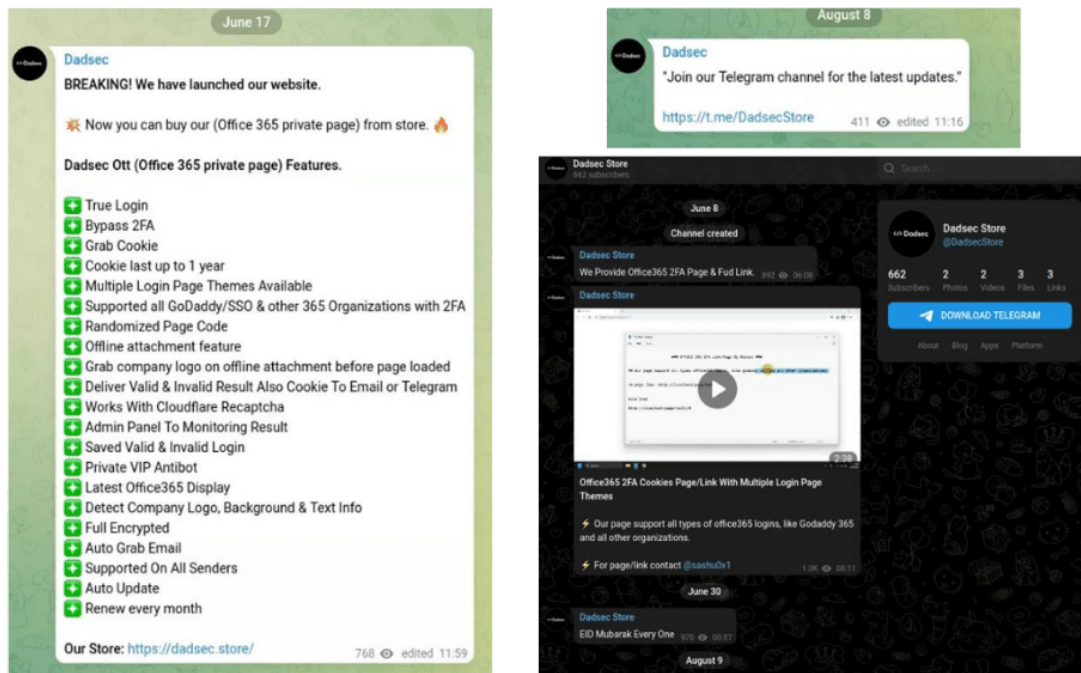 June 17
Dadsec
BREAKING! We have launched our website.
💥 Now you can buy our (Office 365 private page) from store. 🔥
Dadsec Ott (Office 365 private page) Features.
True Login
Bypass 2FA
Grab Cookie
Cookie last up to 1 year
Multiple Login Page Themes Available
Supported all GoDaddy/SSO & other 365 Organizations with 2FA
Randomized Page Code
Offline attachment feature
Grab company logo on offline attachment before page loaded
Deliver Valid & Invalid Result Also Cookie To Email or Telegram
Works With Cloudflare Recaptcha
Admin Panel To Monitoring Result
Saved Valid & Invalid Login
Private VIP Antibot
Latest Office365 Display
Detect Company Logo, Background & Text Info
Full Encrypted
Auto Grab Email
Supported On All Senders
Auto Update
Renew every month
Our Store: https://dadsec.store/
768 edited 11:59
August 8
Dadsec
"Join our Telegram channel for the latest updates."
https://t.me/DadsecStore
411 edited 11:16
Dadsec Store
662 subscribers
Search
June 8
Channel created
Dadsec Store
We Provide Office365 2FA Page & Fud Link. 892 06:08
Dadsec Store
2:38
Office365 2FA Cookies Page/Link With Multiple Login Page
Themes
⚡ Our page support all types of office365 logins, like Godaddy 365
and all other organizations.
⚡ For page/link contact @sashu0x1
1.0K 06:11
June 30
Dadsec Store
EID Mubarak Every One 970 00:57
August 9
</> Dadsec
Dadsec Store
@DadsecStore
662 2 2 3 3
Subscribers Photos Videos Files Links
DOWNLOAD TELEGRAM
About Blog Apps Platform